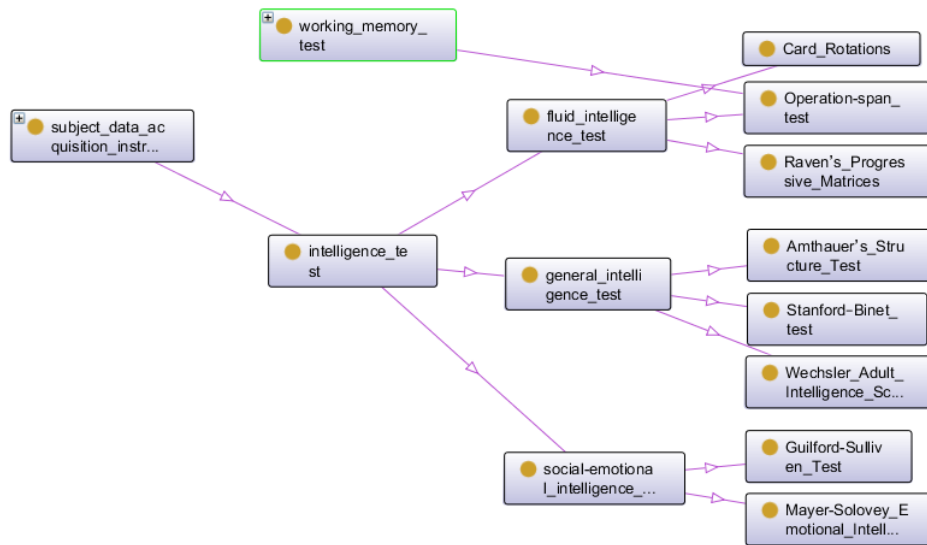 working_memory_
test
Card_Rotations
subject_data_ac
quisition_instr...
fluid_intellige
nce_test
Operation-span_
test
Raven's_Progres
sive_Matrices
intelligence_te
st
general_intelli
gence_test
Amthauer's_Stru
cture_Test
Stanford-Binet_
test
Wechsler_Adult_
Intelligence_Sc...
social-emotiona
l_intelligence_...
Guilford-Sulliv
en_Test
Mayer-Solovey_E
motional_Intell...